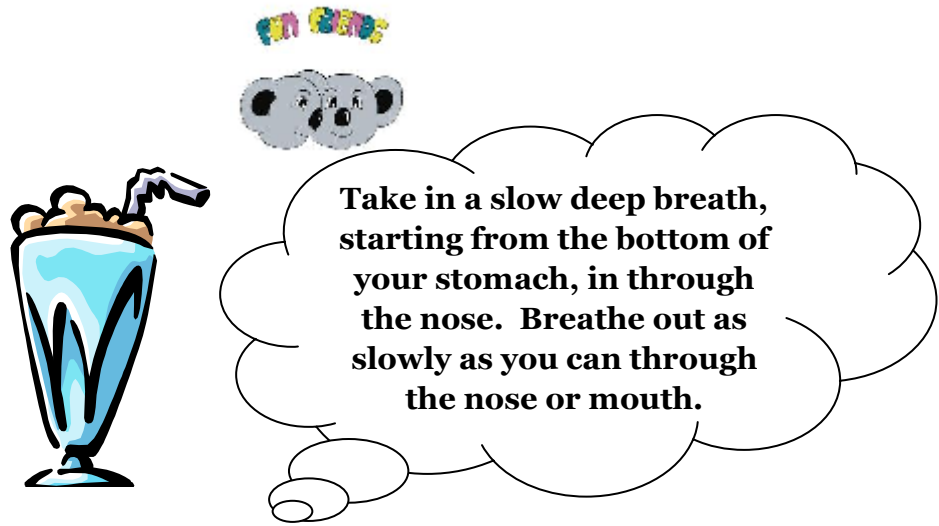 FUN FRIENDS
Take in a slow deep breath,
starting from the bottom of
your stomach, in through
the nose.  Breathe out as
slowly as you can through
the nose or mouth.